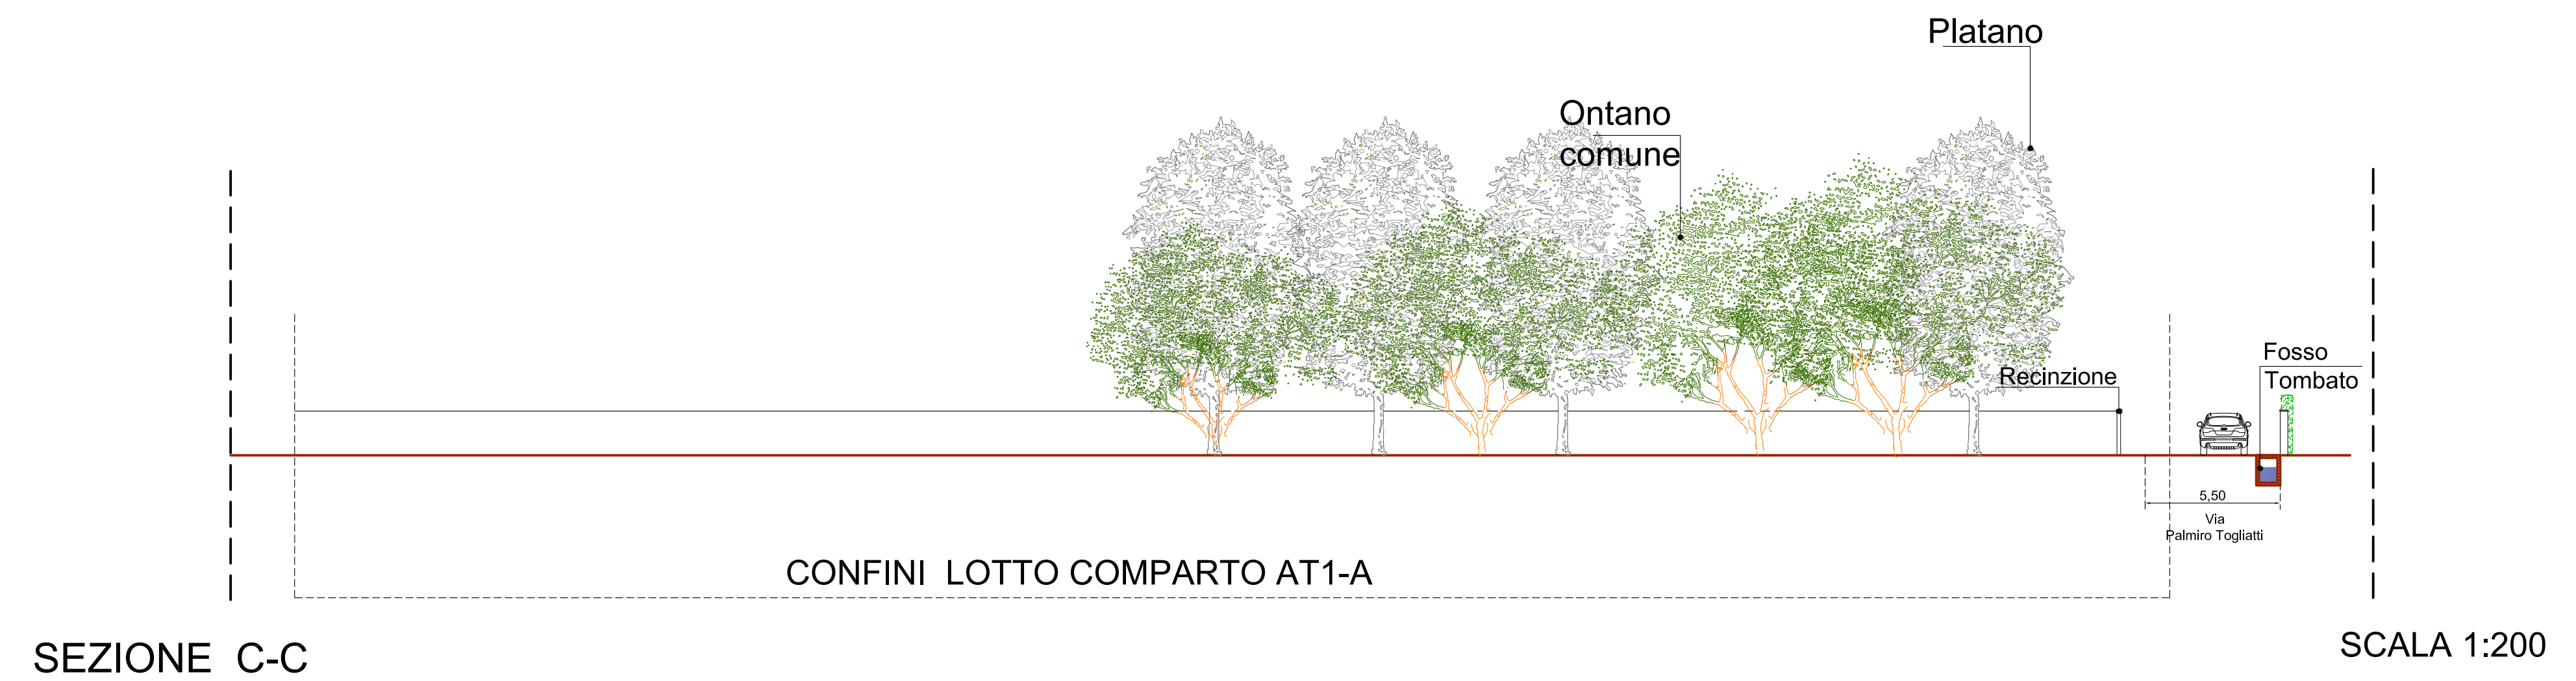 Platano
Ontano
comune
Recinzione
Fosso
Tombato
5,50
Via
Palmiro Togliatti
CONFINI LOTTO COMPARTO AT1-A
SEZIONE C-C
SCALA 1:200